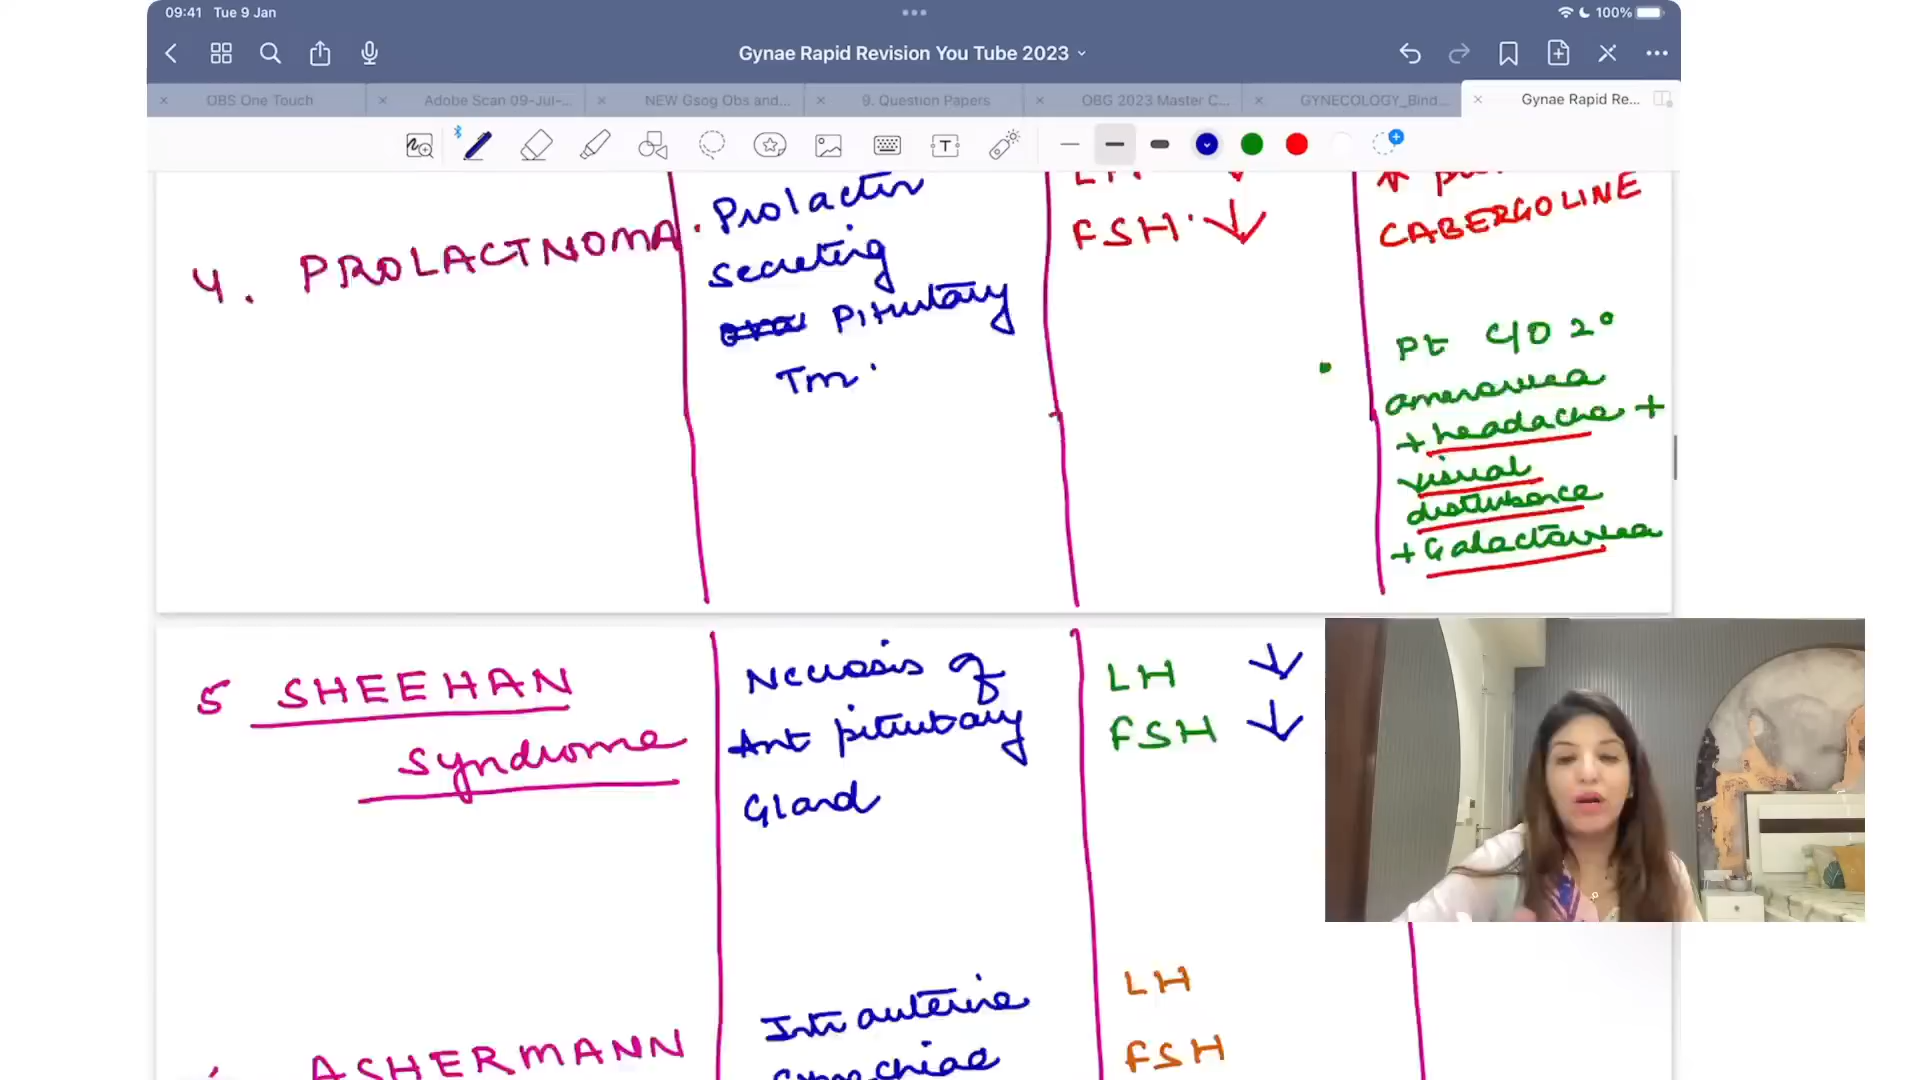 09:41 Tue 9 Jan
100%
Gynae Rapid Revision You Tube 2023
OBS One Touch
Adobe Scan 09-Jul-...
NEW Gsog Obs and...
9. Question Papers
OBG 2023 Master C...
GYNECOLOGY_Bind...
Gynae Rapid Re...
4. PROLACTNOMA
Prolactin
Secreting
Pituitary
Tm
LH ↓
FSH ↓
CABERGOLINE
Pt C/O 2°
amenorrhea
+ headache +
visual
disturbance
+ Galactorrhea
5 SHEEHAN
Syndrome
Necrosis of
Ant pituitary
Gland
LH ↓
FSH ↓
ASHERMANN
Intrauterine
Synechiae
LH
FSH